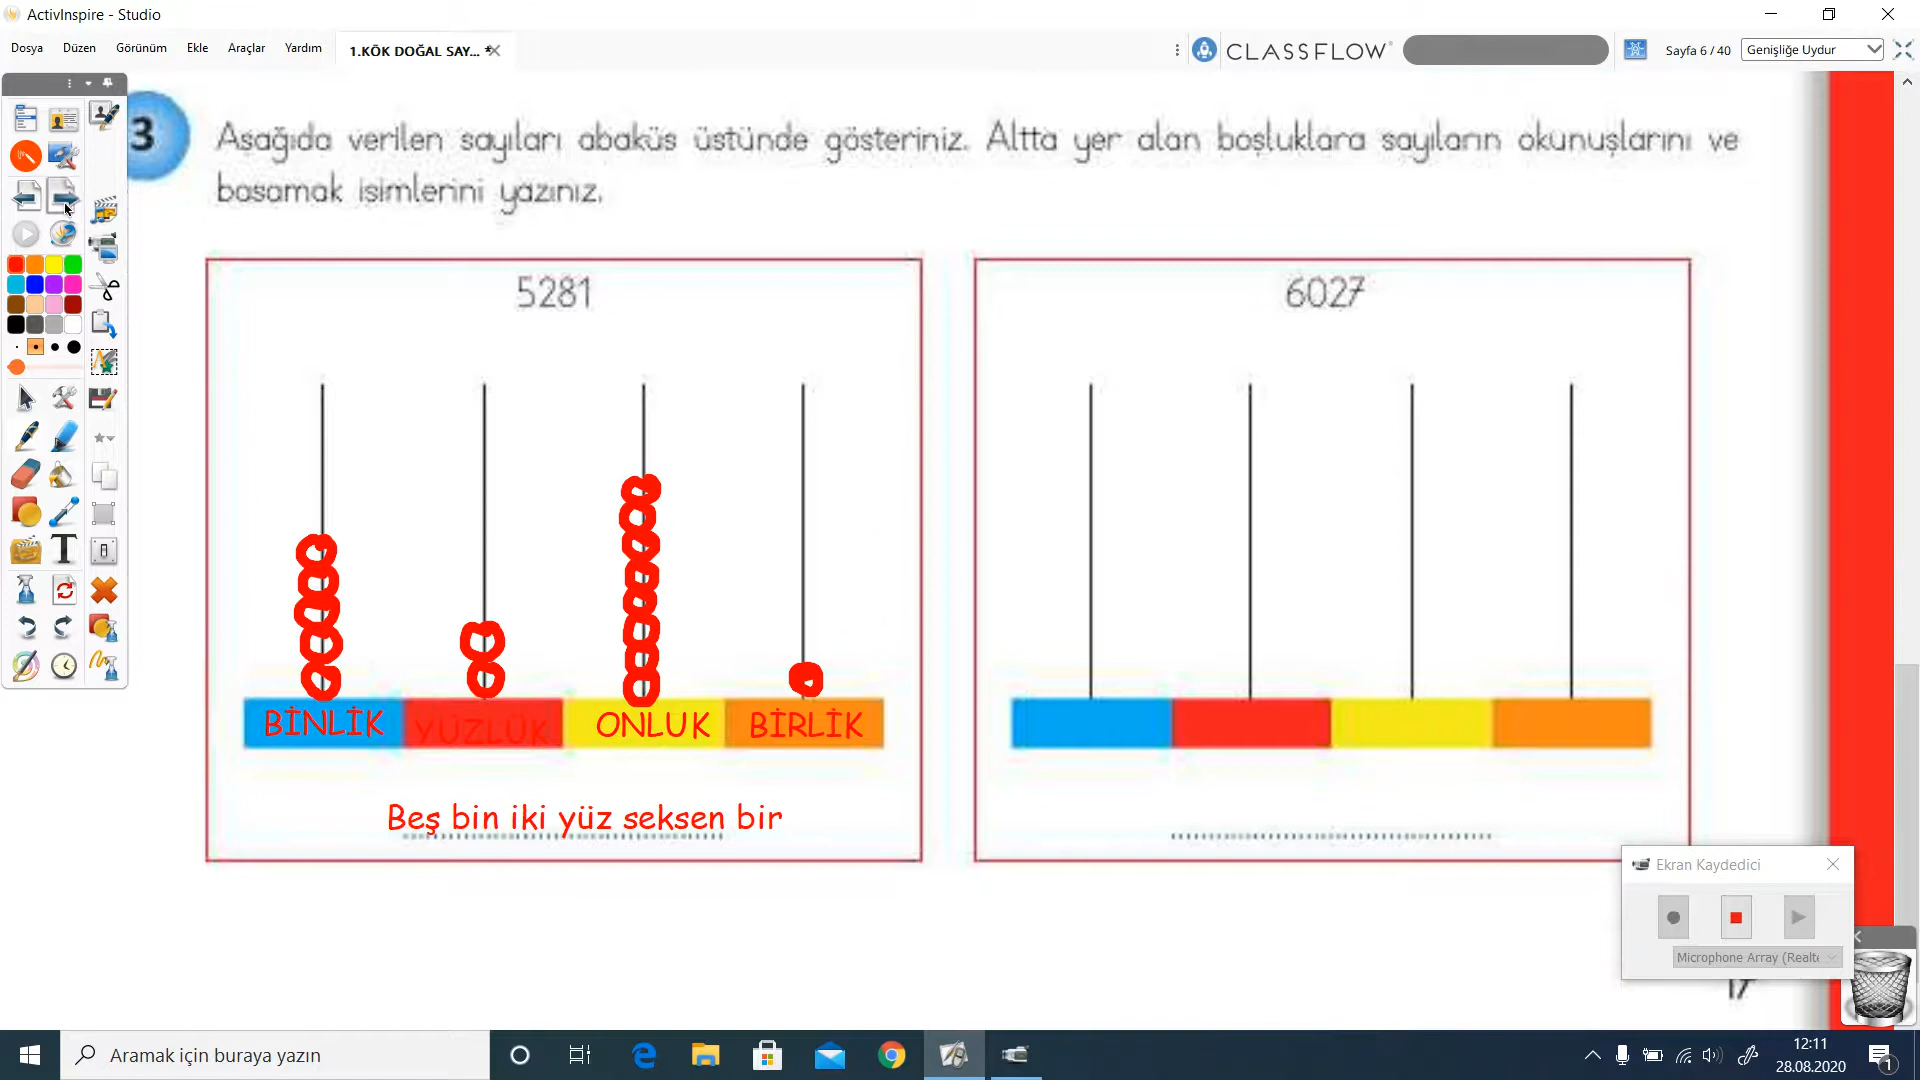 ActivInspire - Studio
Dosya Düzen Görünüm Ekle Araçlar Yardım
1.KÖK DOĞAL SAY... *
CLASSFLOW
Sayfa 6 / 40
Genişliğe Uydur
3
Asağıda verilen sayıları abaküs üstünde gösteriniz. Altta yer alan boşluklara sayıların okunuşlarını ve
basamak isimlerini yazınız.
5281
6027
BİNLİK YÜZLÜK ONLUK BİRLİK
Beş bin iki yüz seksen bir
Ekran Kaydedici
Microphone Array (Realte
17
Aramak için buraya yazın
12:11
28.08.2020
1